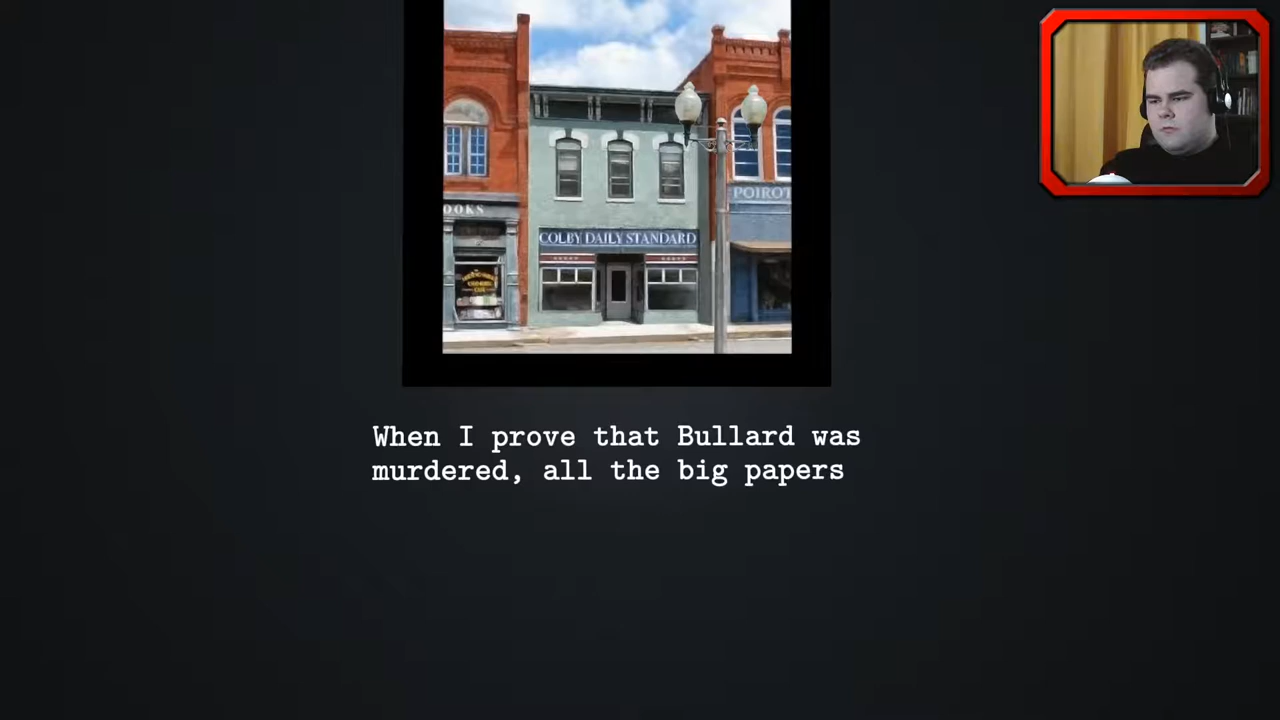 OOKS
COLBY DAILY STANDARD
POIROT
When I prove that Bullard was
murdered, all the big papers